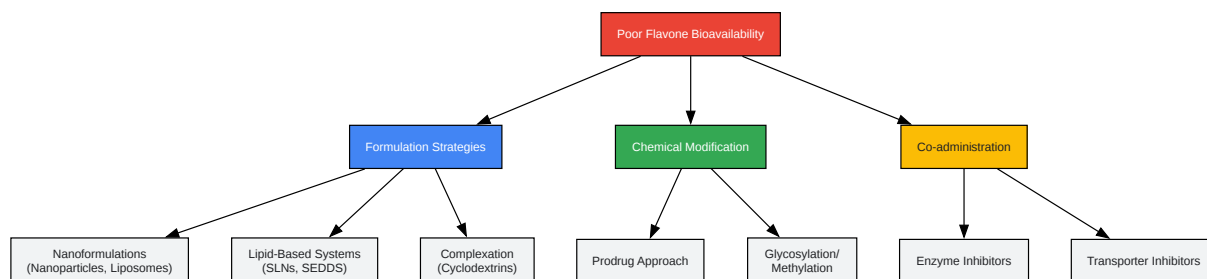 Poor Flavone Bioavailability
Formulation Strategies
Chemical Modification
Co-administration
Nanoformulations
(Nanoparticles, Liposomes)
Lipid-Based Systems
(SLNs, SEDDS)
Complexation
(Cyclodextrins)
Prodrug Approach
Glycosylation/
Methylation
Enzyme Inhibitors
Transporter Inhibitors